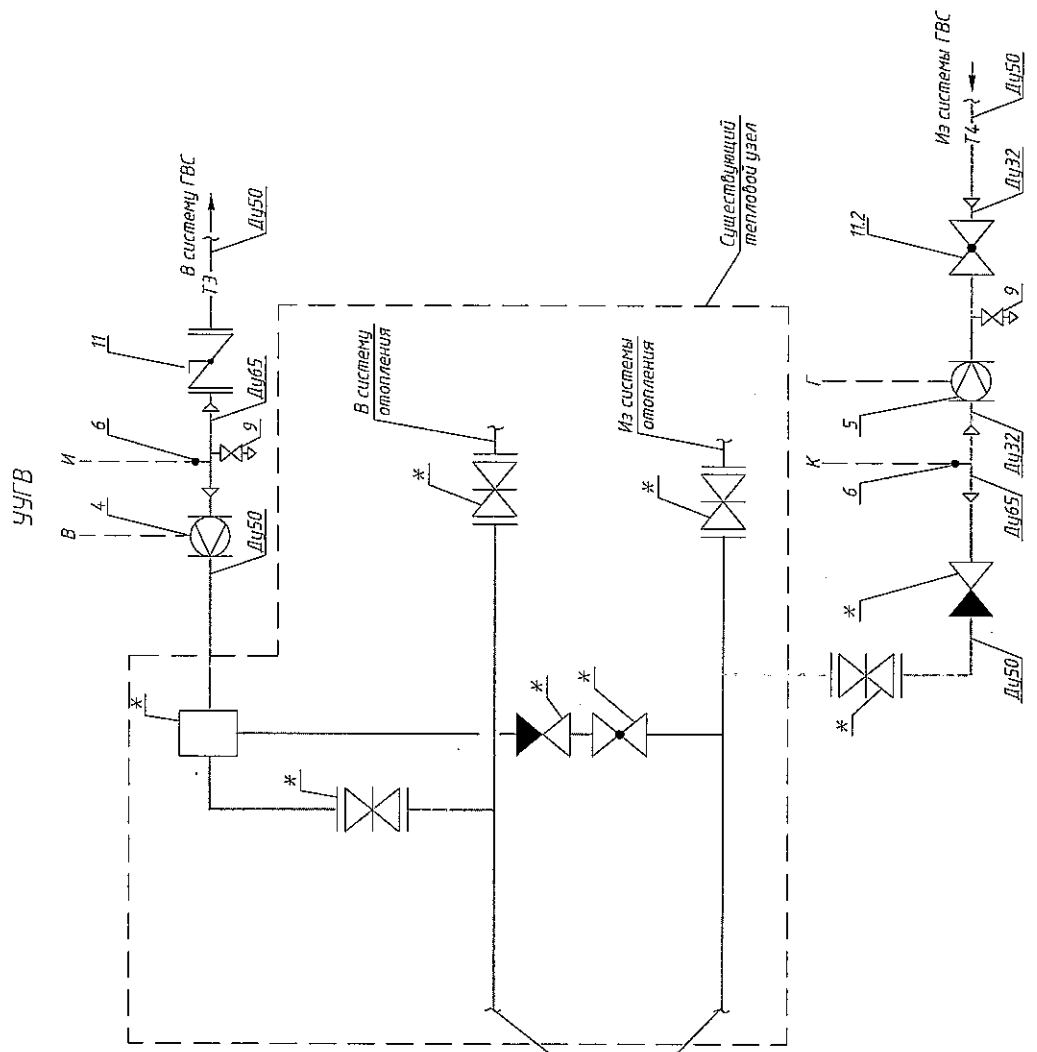 УУГВ
В
4
И
6
11
В систему ГВС
Т3
Ду50
Ду65
9
Ду50
*
*
В систему
отопления
*
Существующий
тепловой узел
Из системы
отопления
*
*
*
Из системы ГВС
Т4
Ду50
Ду32
11.2
9
Г
5
К
6
Ду32
Ду65
*
*
Ду50